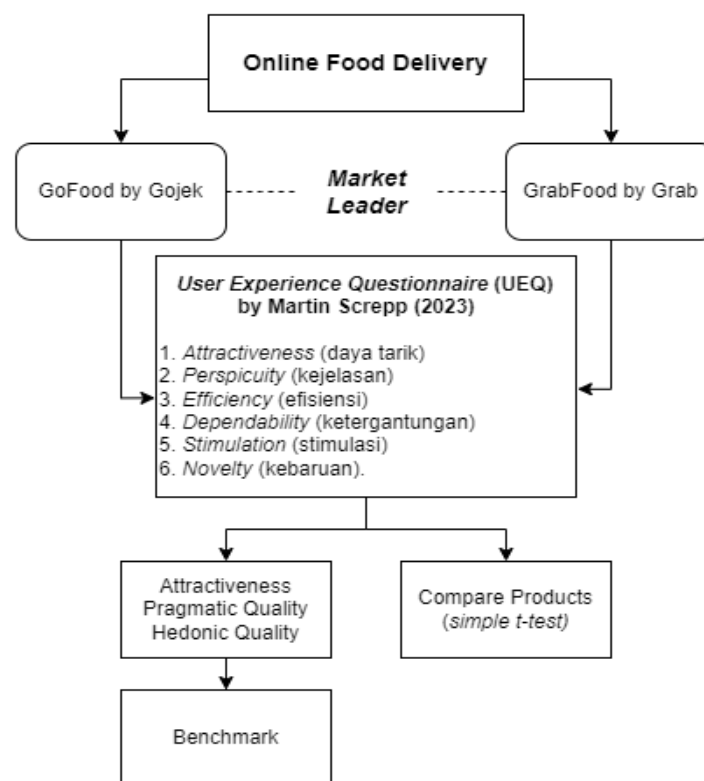 Online Food Delivery
GoFood by Gojek
Market
Leader
GrabFood by Grab
User Experience Questionnaire (UEQ)
by Martin Screpp (2023)
1. Attractiveness (daya tarik)
2. Perspicuity (kejelasan)
3. Efficiency (efisiensi)
4. Dependability (ketergantungan)
5. Stimulation (stimulasi)
6. Novelty (kebaruan).
Attractiveness
Pragmatic Quality
Hedonic Quality
Compare Products
(simple t-test)
Benchmark